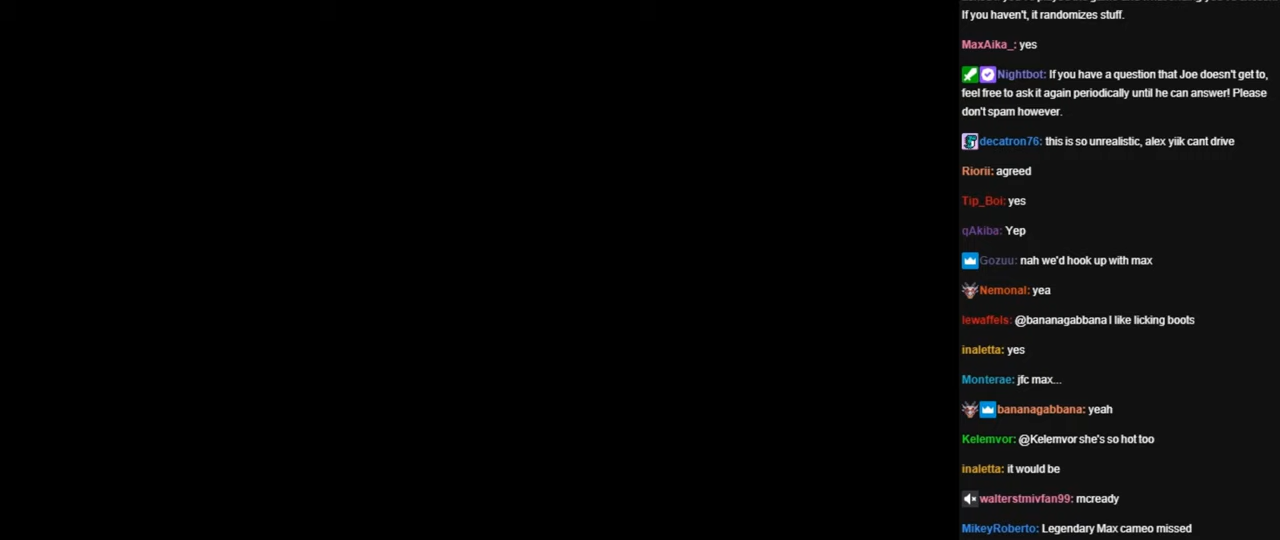 If you haven't, it randomizes stuff.
MaxAika_: yes
Nightbot: If you have a question that Joe doesn't get to,
feel free to ask it again periodically until he can answer! Please
don't spam however.
decatron76: this is so unrealistic, alex yiik cant drive
Riorii: agreed
Tip_Boi: yes
qAkiba: Yep
Gozuu: nah we'd hook up with max
Nemonal: yea
lewaffels: @bananagabbana I like licking boots
inaletta: yes
Monterae: jfc max...
bananagabbana: yeah
Kelemvor: @Kelemvor she's so hot too
inaletta: it would be
walterstmivfan99: mcready
MikeyRoberto: Legendary Max cameo missed